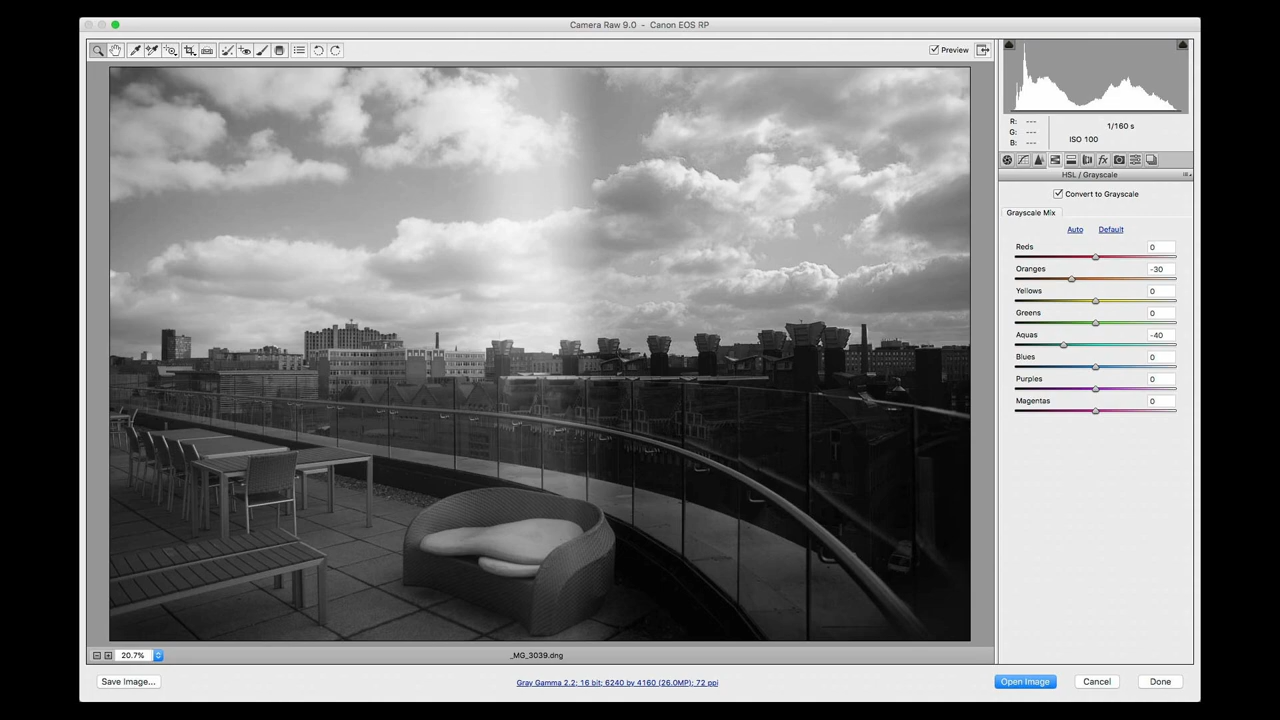 Camera Raw 9.0 - Canon EOS RP
Preview
R: ---
G: ---
B: ---
1/160 s
ISO 100
fx
HSL / Grayscale
Convert to Grayscale
Grayscale Mix
Auto Default
Reds 0
Oranges -30
Yellows 0
Greens 0
Aquas -40
Blues 0
Purples 0
Magentas 0
20.7%
_MG_3039.dng
Save Image...
Gray Gamma 2.2; 16 bit; 6240 by 4160 (26.0MP); 72 ppi
Open Image
Cancel
Done